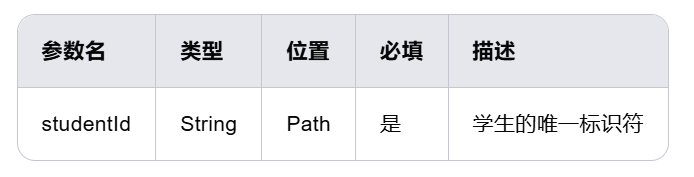 参数名 类型 位置 必填 描述
studentId String Path 是 学生的唯一标识符